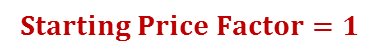 Starting Price Factor = 1